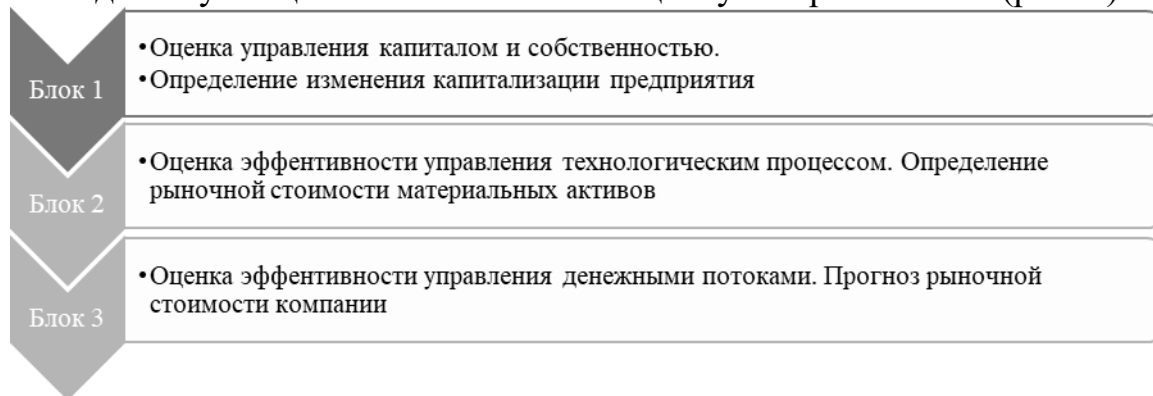 Блок 1
•Оценка управления капиталом и собственностью.
•Определение изменения капитализации предприятия
Блок 2
•Оценка эффентивности управления технологическим процессом. Определение
рыночной стоимости материальных активов
Блок 3
•Оценка эффентивности управления денежными потоками. Прогноз рыночной
стоимости компании